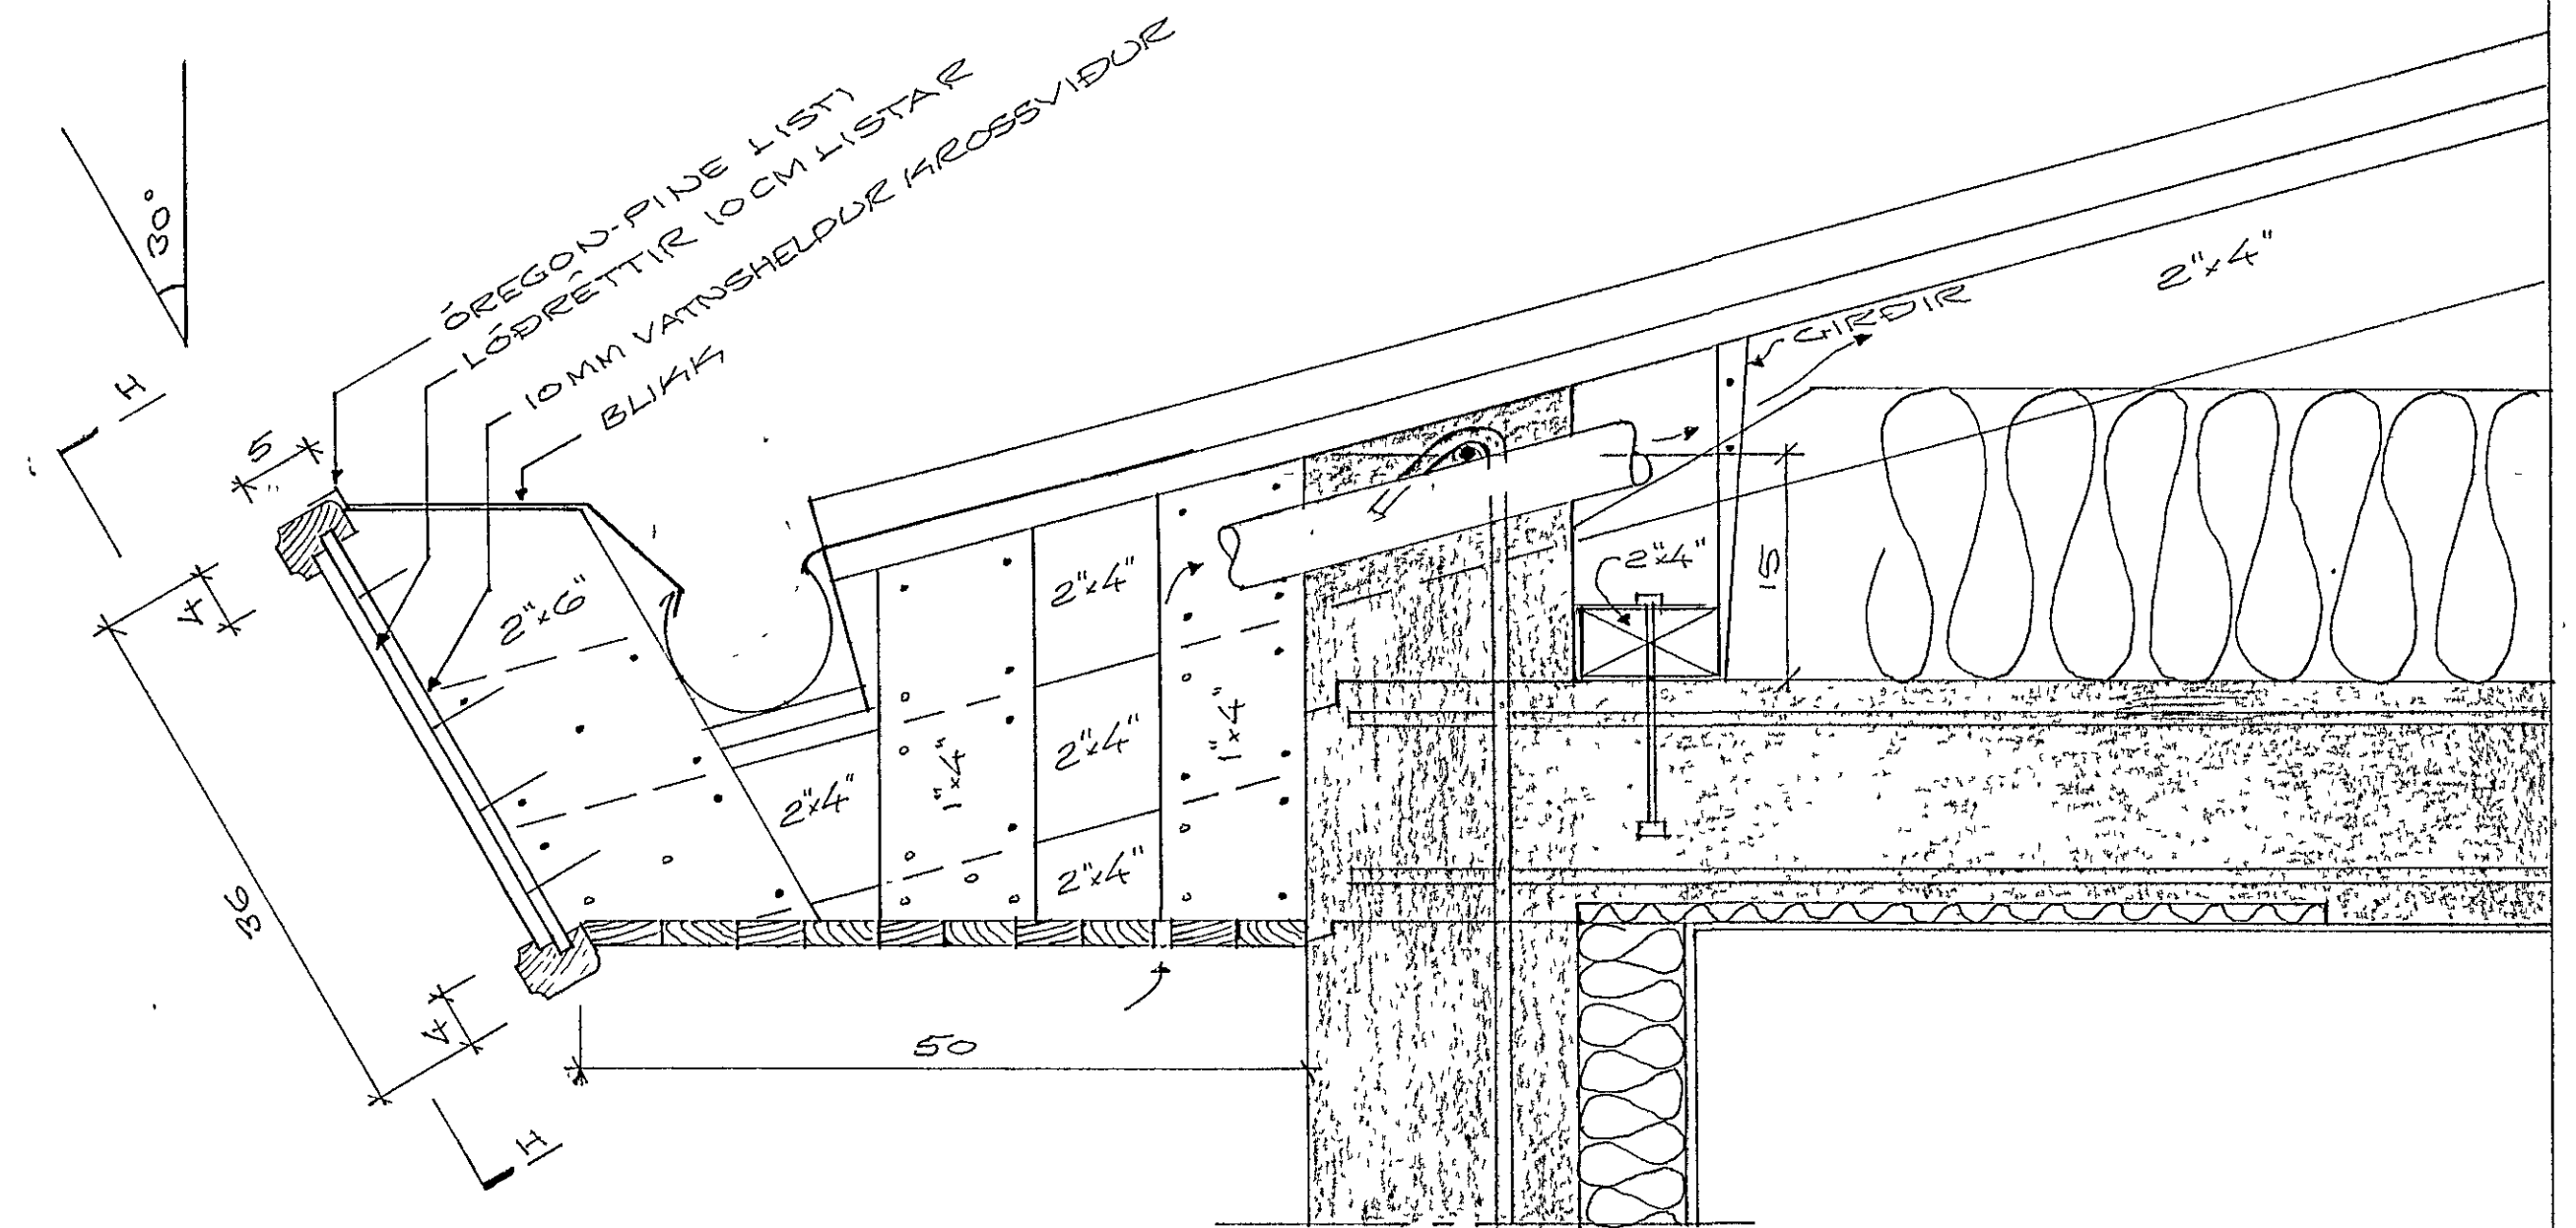 30°
ÓREGON-PINE LISTI
LÓÐRÉTTIR 10CM LISTAR
10MM VATNSHELDUR KROSSVIÐUR
BLIKK
H
5
4
36
4
H
50
2"x6"
2"x4"
1"x4"
2"x4"
2"x4"
2"x4"
1"x4"
2"x4"
15
GIRÐIR
2"x4"